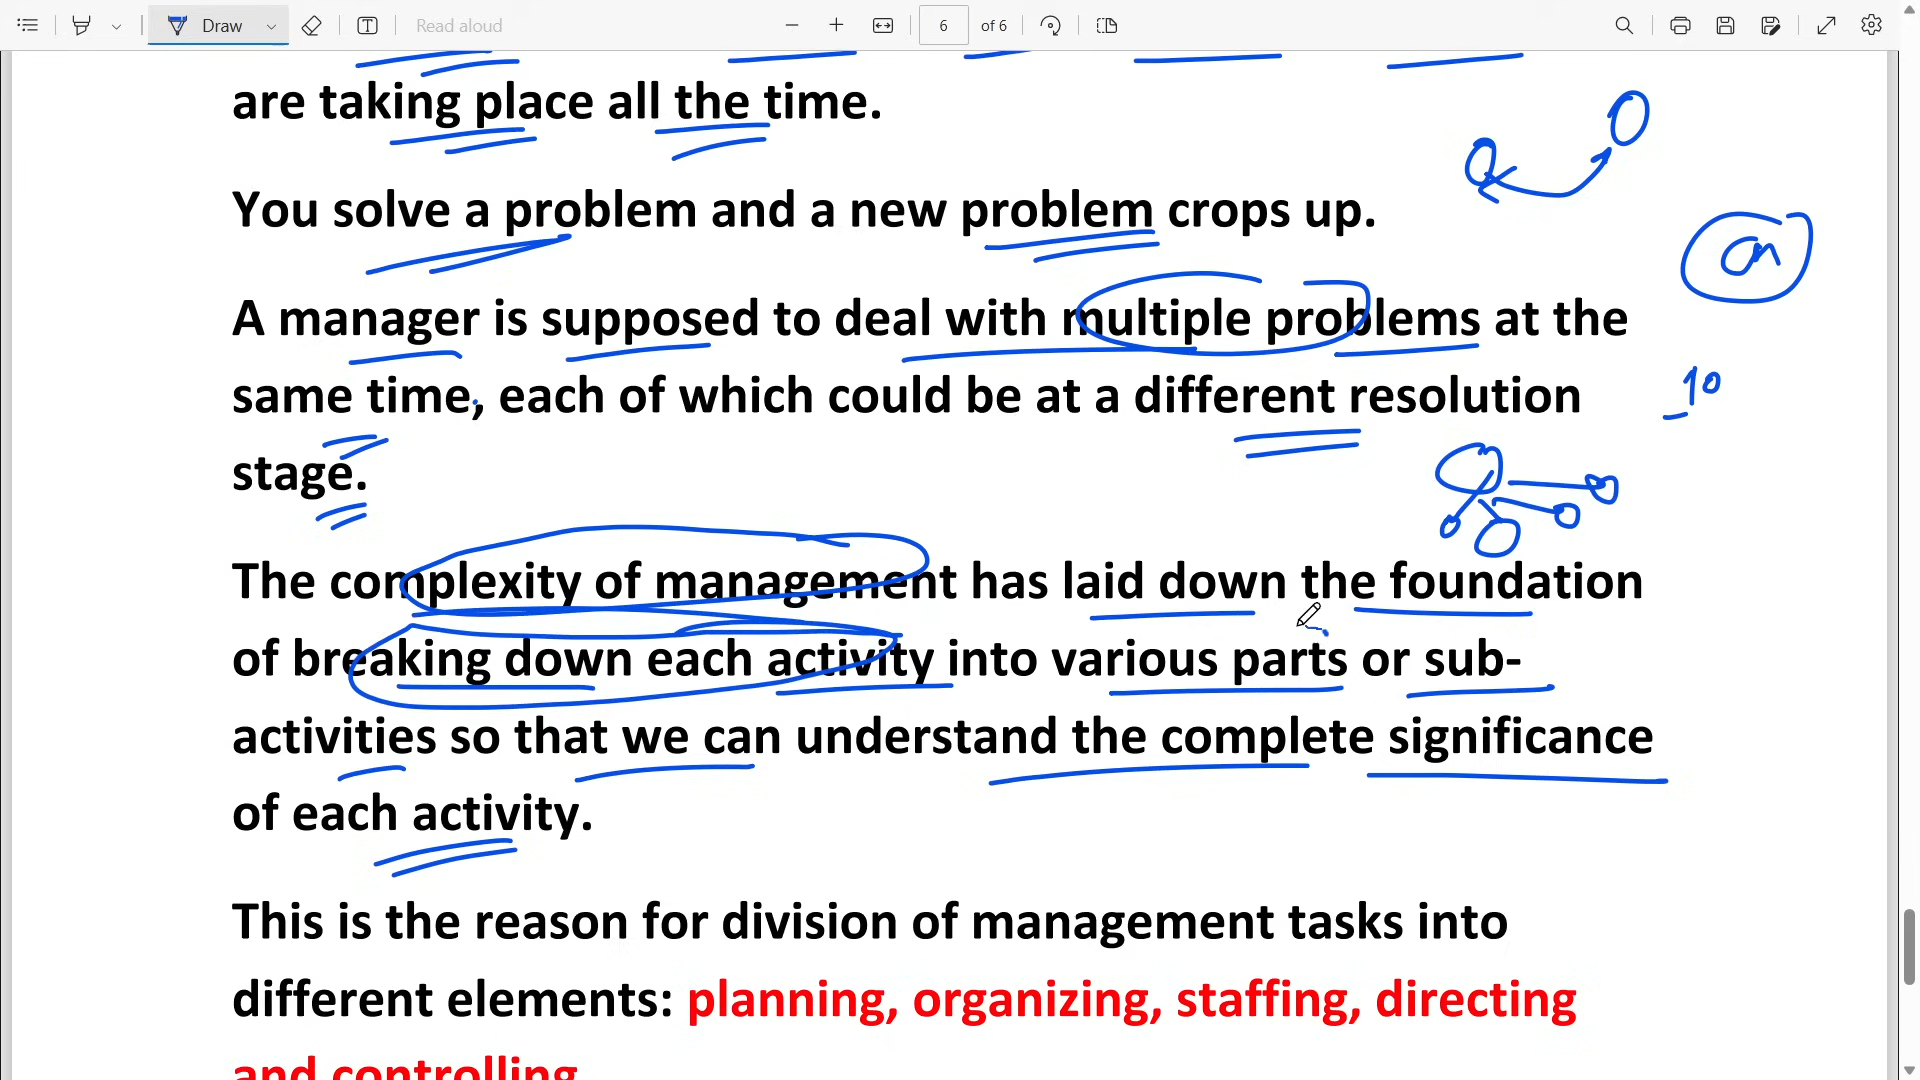 Draw
Read aloud
6
of 6
are taking place all the time.
You solve a problem and a new problem crops up.
A manager is supposed to deal with multiple problems at the
same time, each of which could be at a different resolution
10
stage.
The complexity of management has laid down the foundation
of breaking down each activity into various parts or sub-
activities so that we can understand the complete significance
of each activity.
This is the reason for division of management tasks into
different elements: planning, organizing, staffing, directing
and controlling